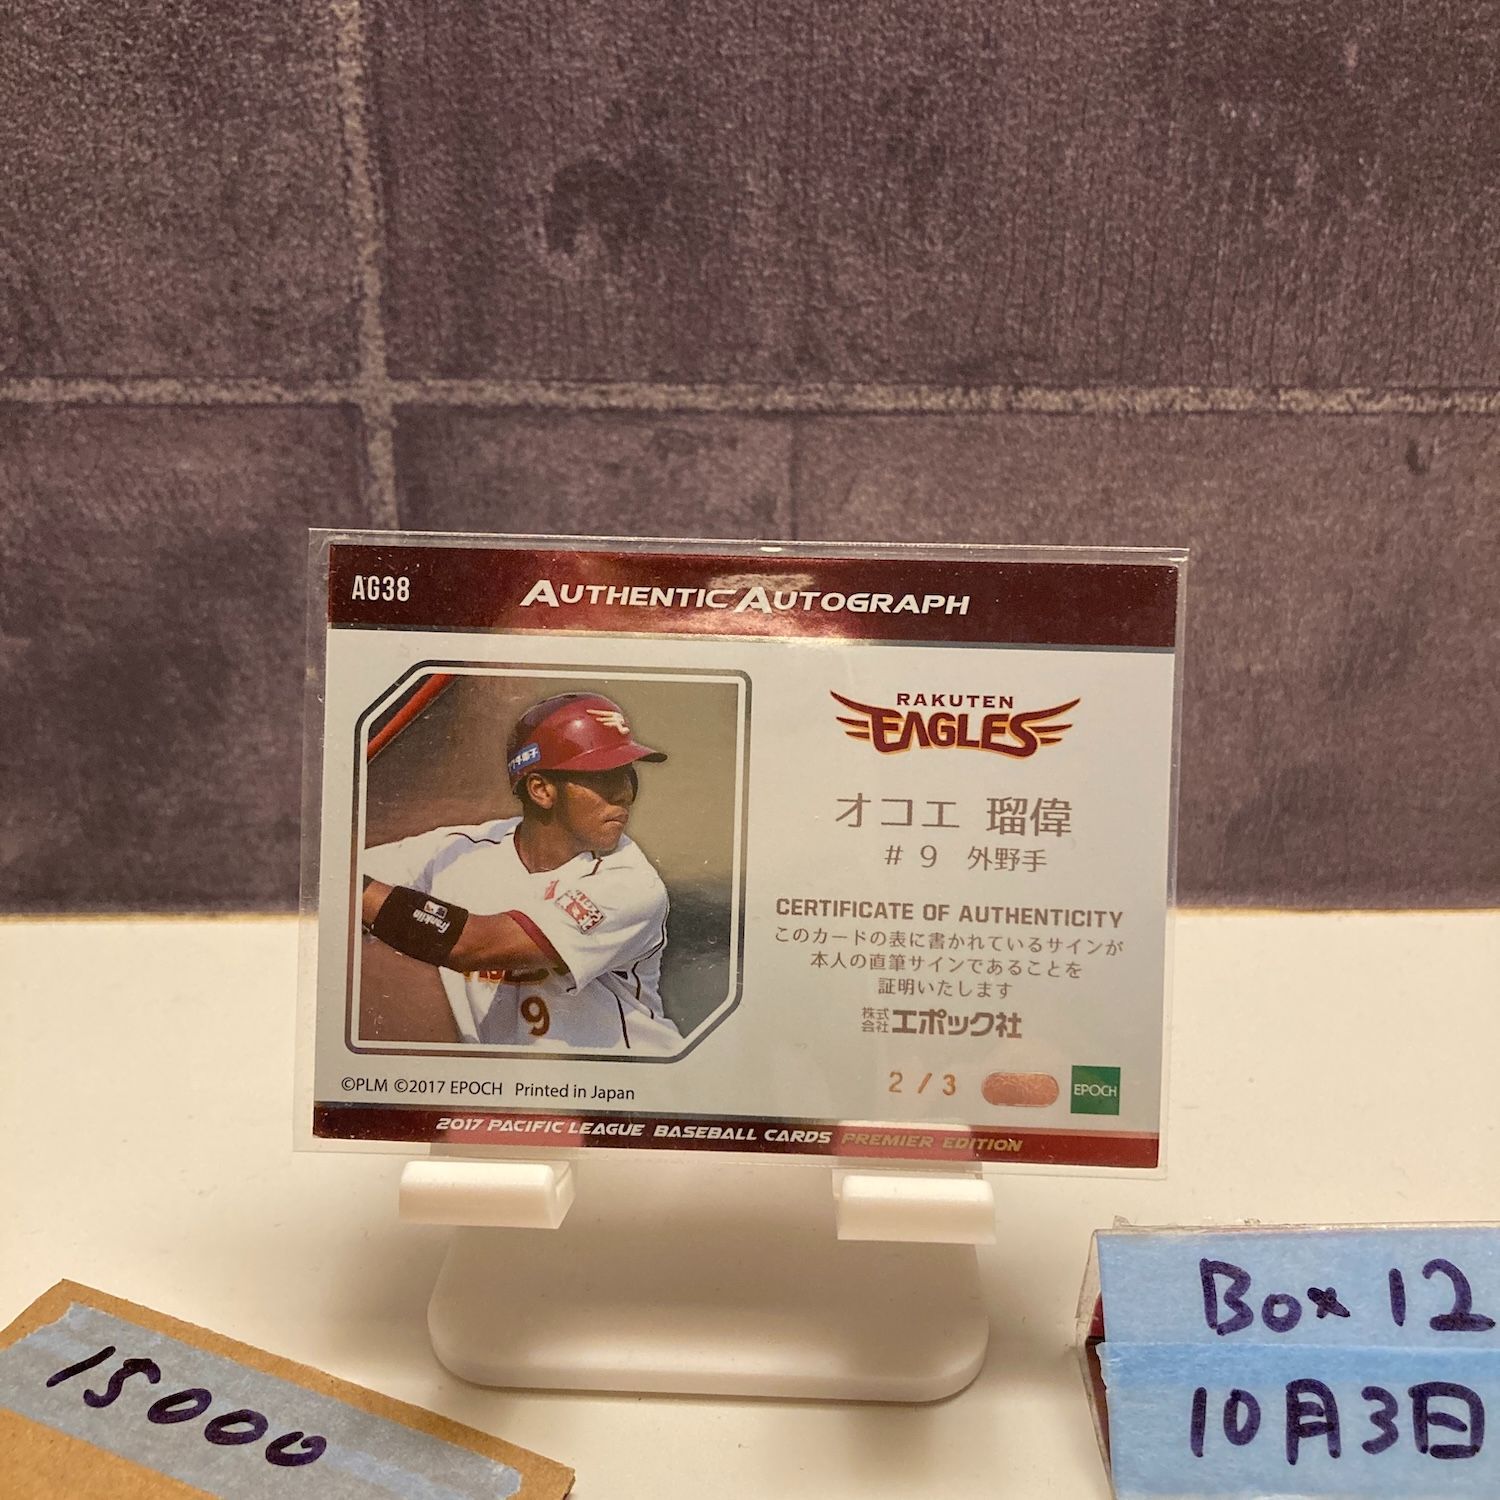 AG38
AUTHENTIC AUTOGRAPH
RAKUTEN
EAGLES
オコエ 瑠偉
# 9 外野手
CERTIFICATE OF AUTHENTICITY
このカードの表に書かれているサインが
本人の直筆サインであることを
証明いたします
株式会社エポック社
2 / 3
EPOCH
Franklin
9
©PLM ©2017 EPOCH Printed in Japan
2017 PACIFIC LEAGUE BASEBALL CARDS PREMIER EDITION
15000
Box 12
10月3日